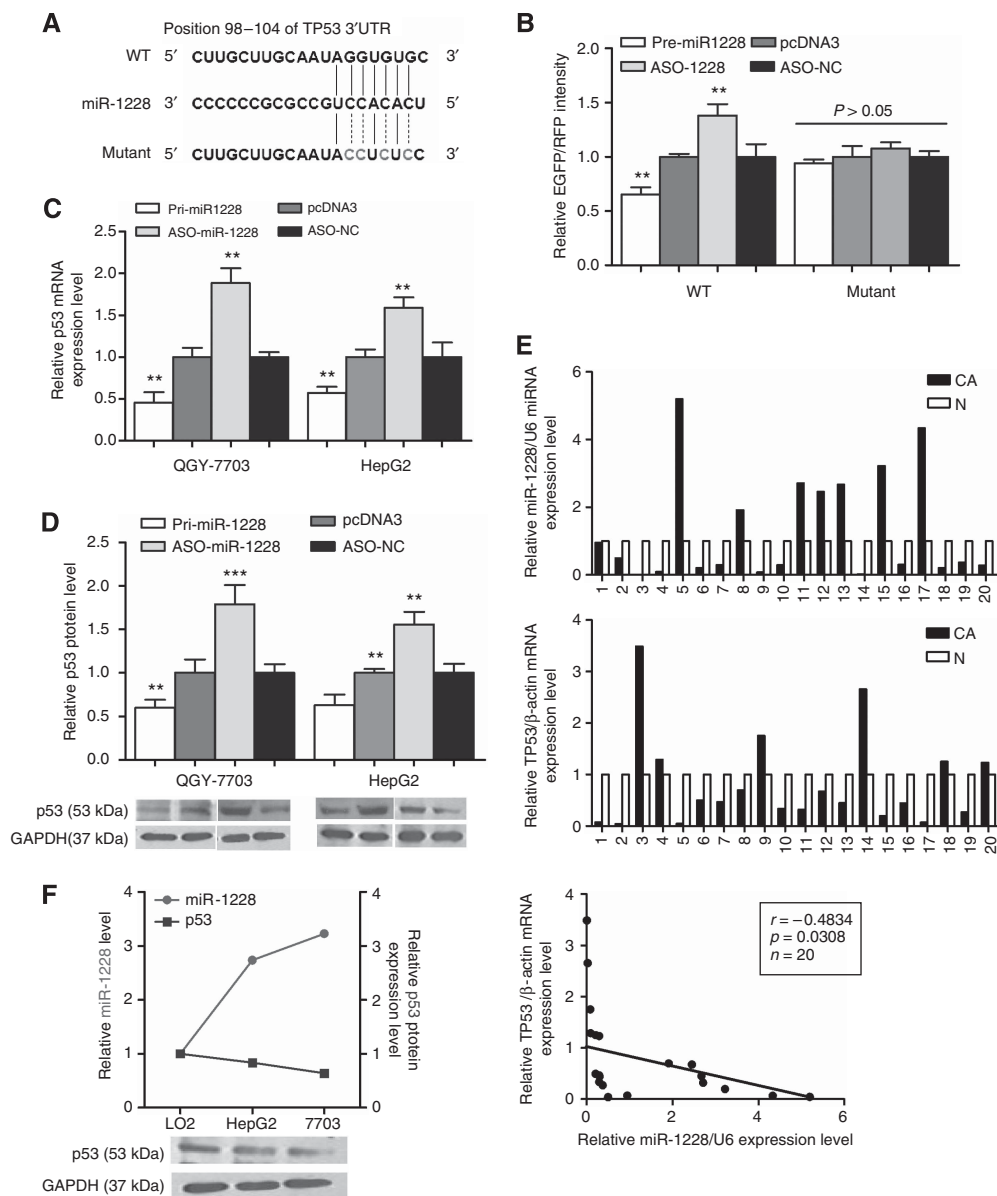 A
Position 98–104 of TP53 3′UTR
WT 5′ CUUGCUUGCAAUAGGUGUGC 3′
miR-1228 3′ CCCCCCGCGCCGUCCACACU 5′
Mutant 5′ CUUGCUUGCAAUACCUCUCC 3′
B
Relative EGFP/RFP intensity
Pre-miR1228
pcDNA3
ASO-1228
ASO-NC
2.0
1.5
1.0
0.5
0.0
**
**
P > 0.05
WT
Mutant
C
Relative p53 mRNA
expression level
Pri-miR1228
pcDNA3
ASO-miR-1228
ASO-NC
2.5
2.0
1.5
1.0
0.5
0.0
**
**
**
**
QGY-7703
HepG2
D
Relative p53 ptotein level
Pri-miR-1228
pcDNA3
ASO-miR-1228
ASO-NC
2.5
2.0
1.5
1.0
0.5
0.0
**
***
**
**
QGY-7703
HepG2
p53 (53 kDa)
GAPDH(37 kDa)
E
Relative miR-1228/U6 miRNA
expression level
CA
N
6
4
2
0
1 2 3 4 5 6 7 8 9 10 11 12 13 14 15 16 17 18 19 20
Relative TP53/β-actin mRNA
expression level
CA
N
4
3
2
1
0
1 2 3 4 5 6 7 8 9 10 11 12 13 14 15 16 17 18 19 20
Relative TP53 /β-actin mRNA
expression level
4
3
2
1
0
r = −0.4834
p = 0.0308
n = 20
0 2 4 6
Relative miR-1228/U6 expression level
F
Relative miR-1228 level
miR-1228
p53
4
3
2
1
0
4
3
2
1
0
Relative p53 ptotein
expression level
LO2 HepG2 7703
p53 (53 kDa)
GAPDH (37 kDa)